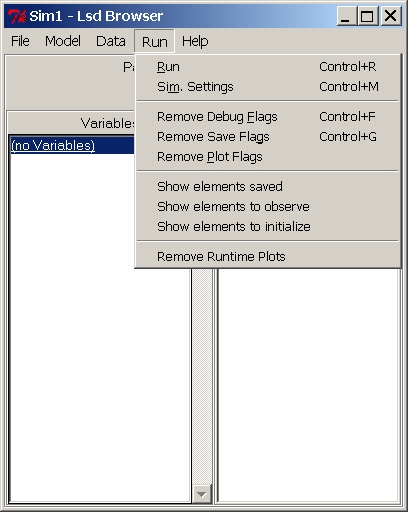 Sim1 - Lsd Browser
File Model Data Run Help
Pa
Variables
(no Variables)
Run Control+R
Sim. Settings Control+M
Remove Debug Flags Control+F
Remove Save Flags Control+G
Remove Plot Flags
Show elements saved
Show elements to observe
Show elements to initialize
Remove Runtime Plots